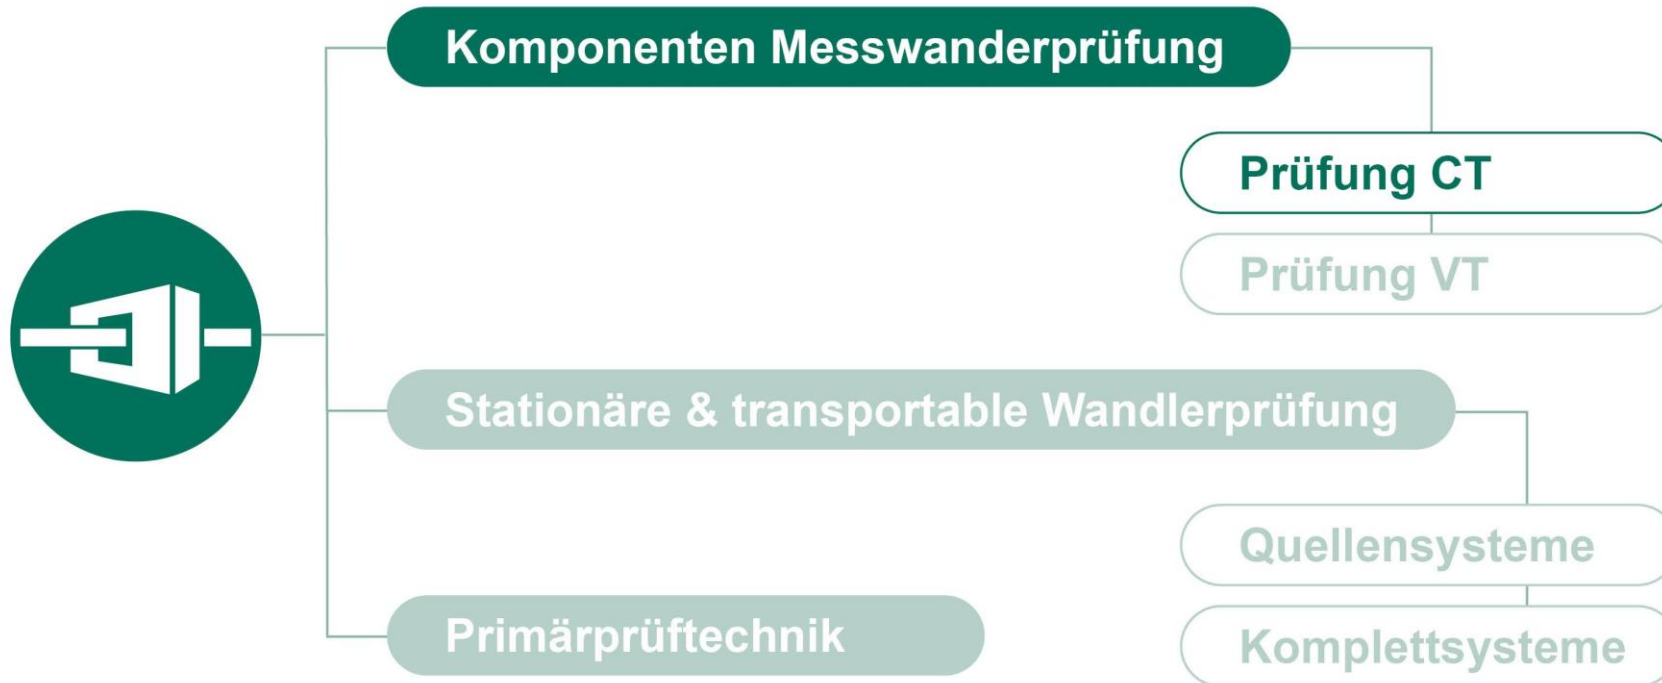 Komponenten Messwanderprüfung
Prüfung CT
Prüfung VT
Stationäre & transportable Wandlerprüfung
Quellensysteme
Primärprüftechnik
Komplettsysteme